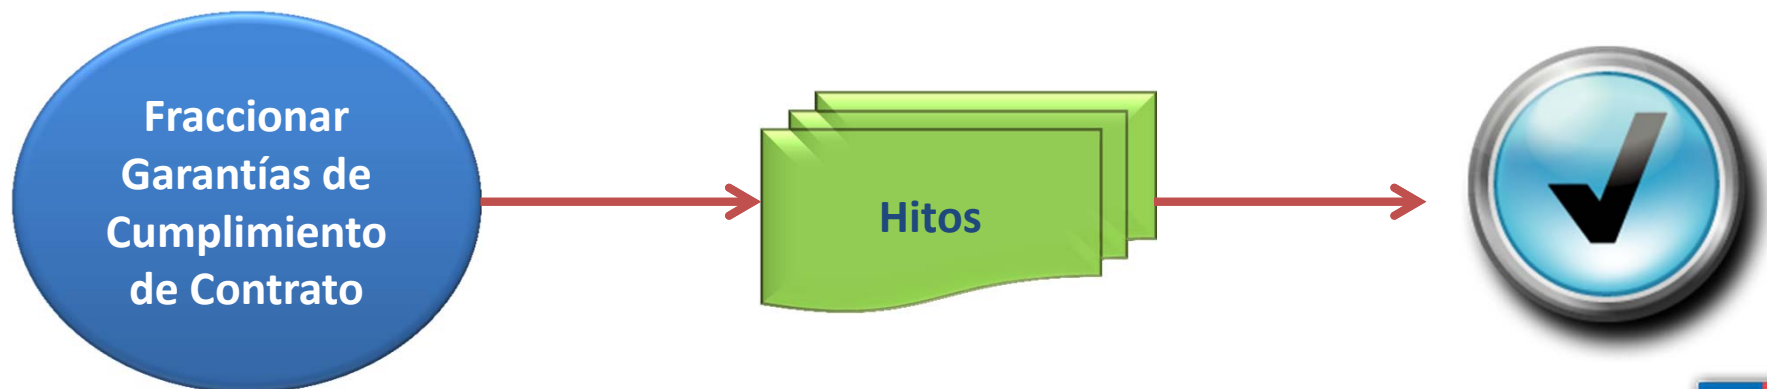 Fraccionar
Garantías de
Cumplimiento
de Contrato
Hitos